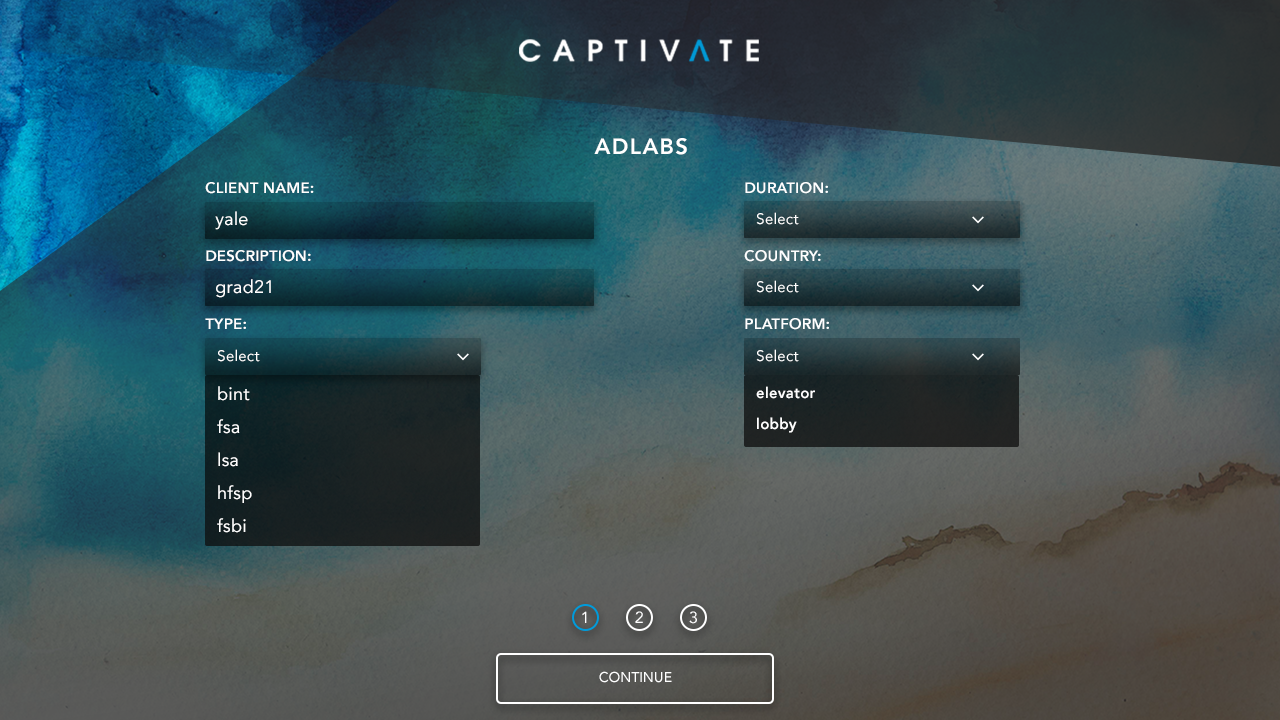 CAPTIVATE
ADLABS
CLIENT NAME:
yale
DESCRIPTION:
grad21
TYPE:
Select
bint
fsa
lsa
hfsp
fsbi
DURATION:
Select
COUNTRY:
Select
PLATFORM:
Select
elevator
lobby
1 2 3
CONTINUE